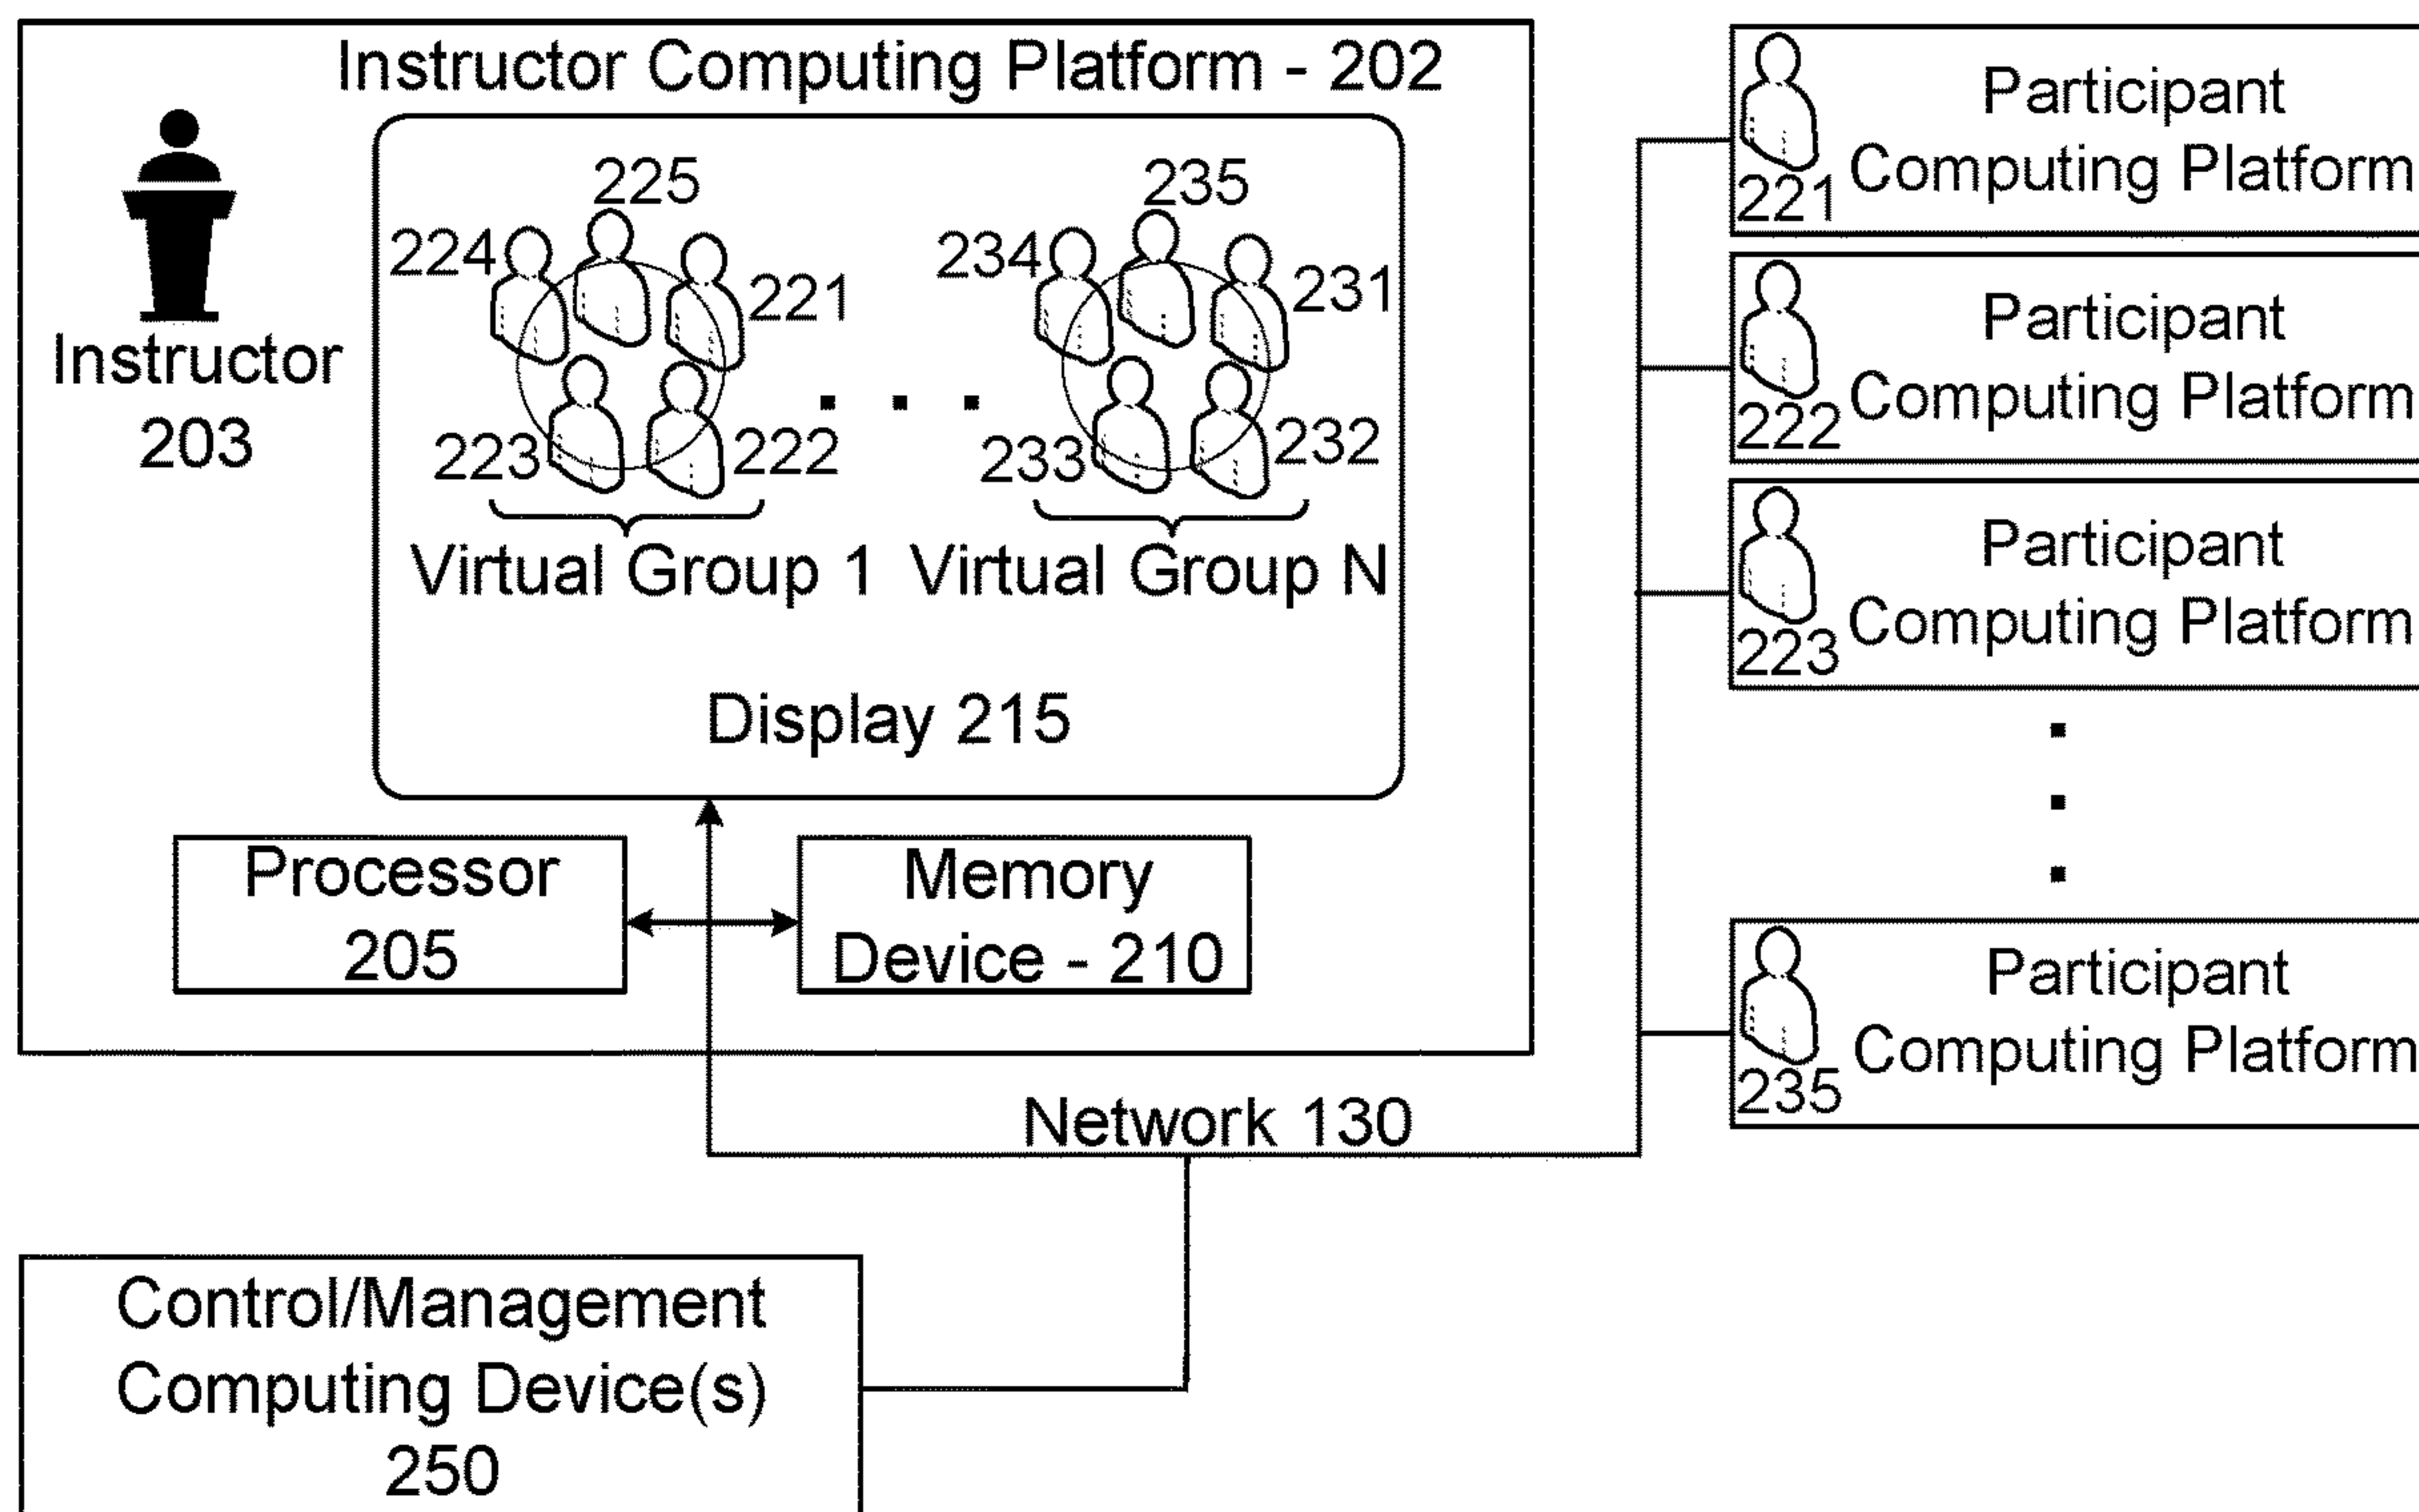 Instructor Computing Platform - 202
Instructor
203
225
224
221
223
222
235
234
231
233
232
Virtual Group 1
Virtual Group N
Display 215
Processor
205
Memory
Device - 210
Network 130
Control/Management
Computing Device(s)
250
Participant
Computing Platform
221
Participant
Computing Platform
222
Participant
Computing Platform
223
Participant
Computing Platform
235